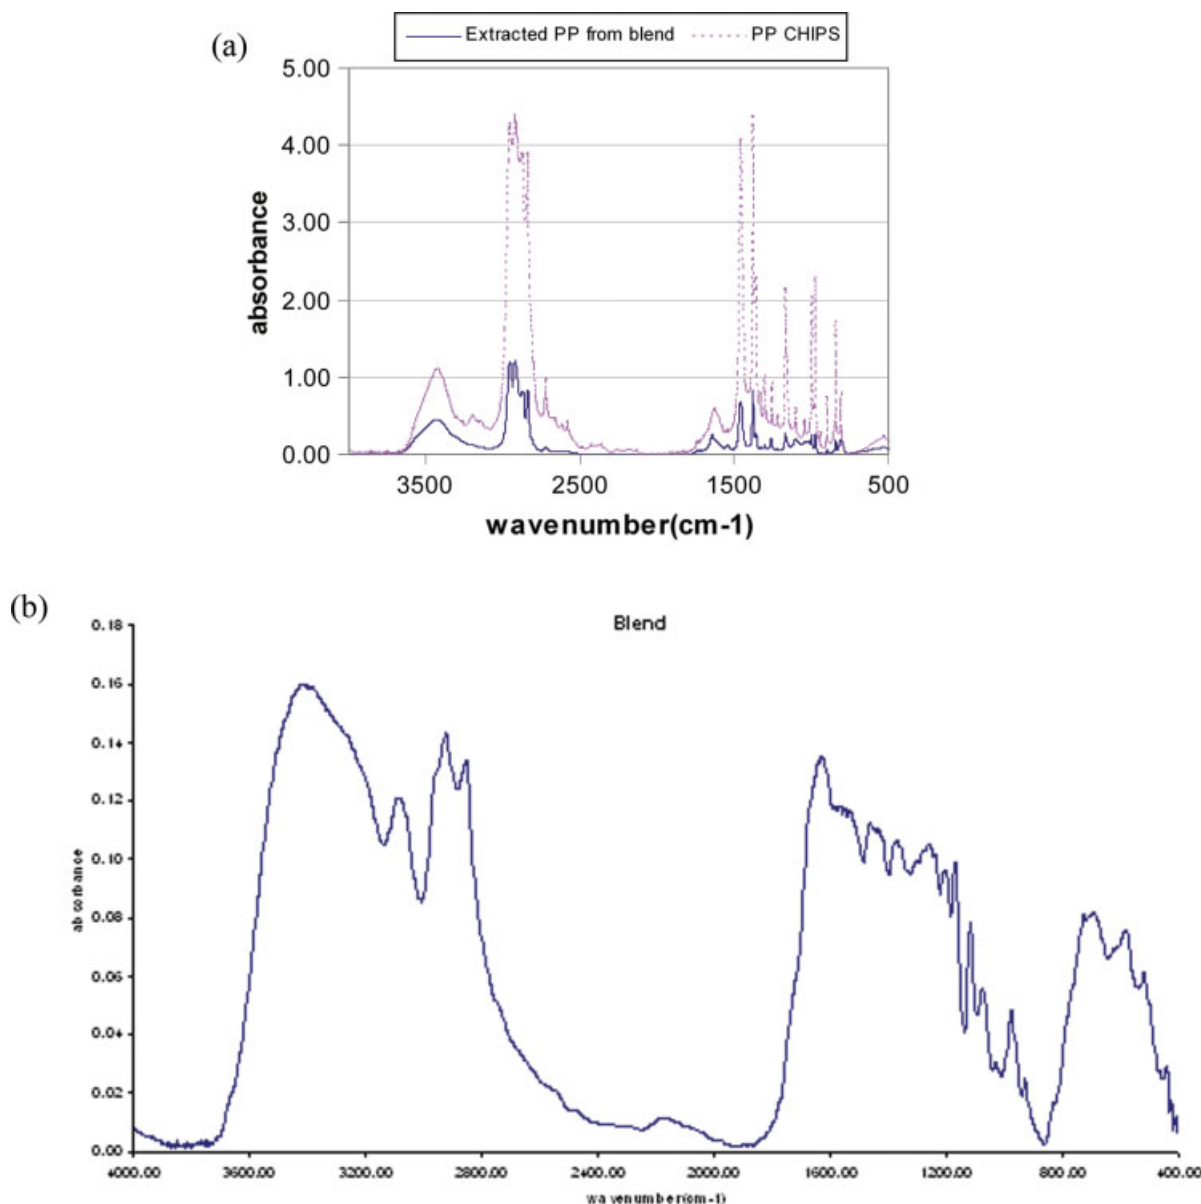 (a)
Extracted PP from blend PP CHIPS
5.00
4.00
3.00
2.00
1.00
0.00
absorbance
3500 2500 1500 500
wavenumber(cm-1)
(b)
Blend
0.18
0.16
0.14
0.12
0.10
0.08
0.06
0.04
0.02
0.00
absorbance
4000.00 3600.00 3200.00 2800.00 2400.00 2000.00 1600.00 1200.00 800.00 400.00
wavenumber(cm-1)